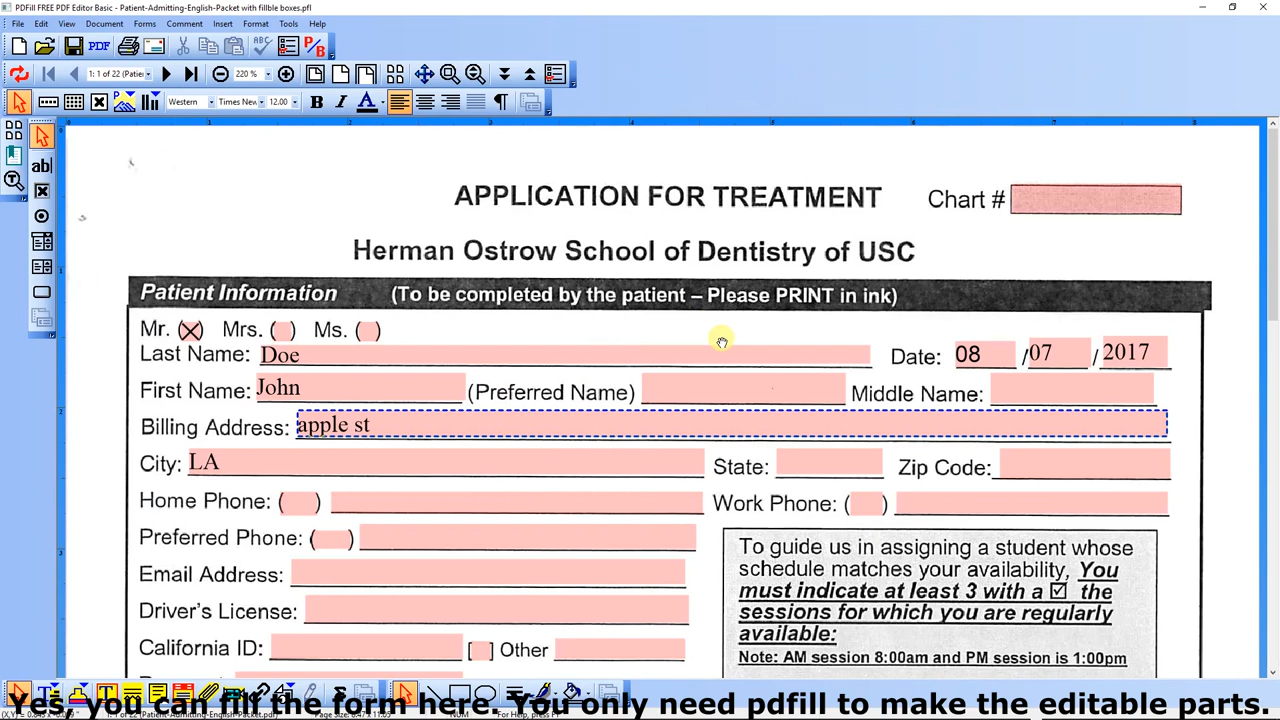 PDFill FREE PDF Editor Basic - Patient-Admitting-English-Packet with fillble boxes.pfl
File Edit View Document Forms Comment Insert Format Tools Help
PDF
1: 1 of 22 (Patie 220 %
Western Times New 12.00 B I A
APPLICATION FOR TREATMENT Chart #
Herman Ostrow School of Dentistry of USC
Patient Information (To be completed by the patient – Please PRINT in ink)
Mr. (X) Mrs. ( ) Ms. ( )
Last Name: Doe Date: 08 /07 / 2017
First Name: John (Preferred Name) Middle Name:
Billing Address: apple st
City: LA State: Zip Code:
Home Phone: ( ) Work Phone: ( )
Preferred Phone: ( )
Email Address:
Driver's License:
California ID: [ ] Other
To guide us in assigning a student whose
schedule matches your availability, You
must indicate at least 3 with a ☑ the
sessions for which you are regularly
available:
Note: AM session 8:00am and PM session is 1:00pm
Yes, you can fill the form here. You only need pdfill to make the editable parts.